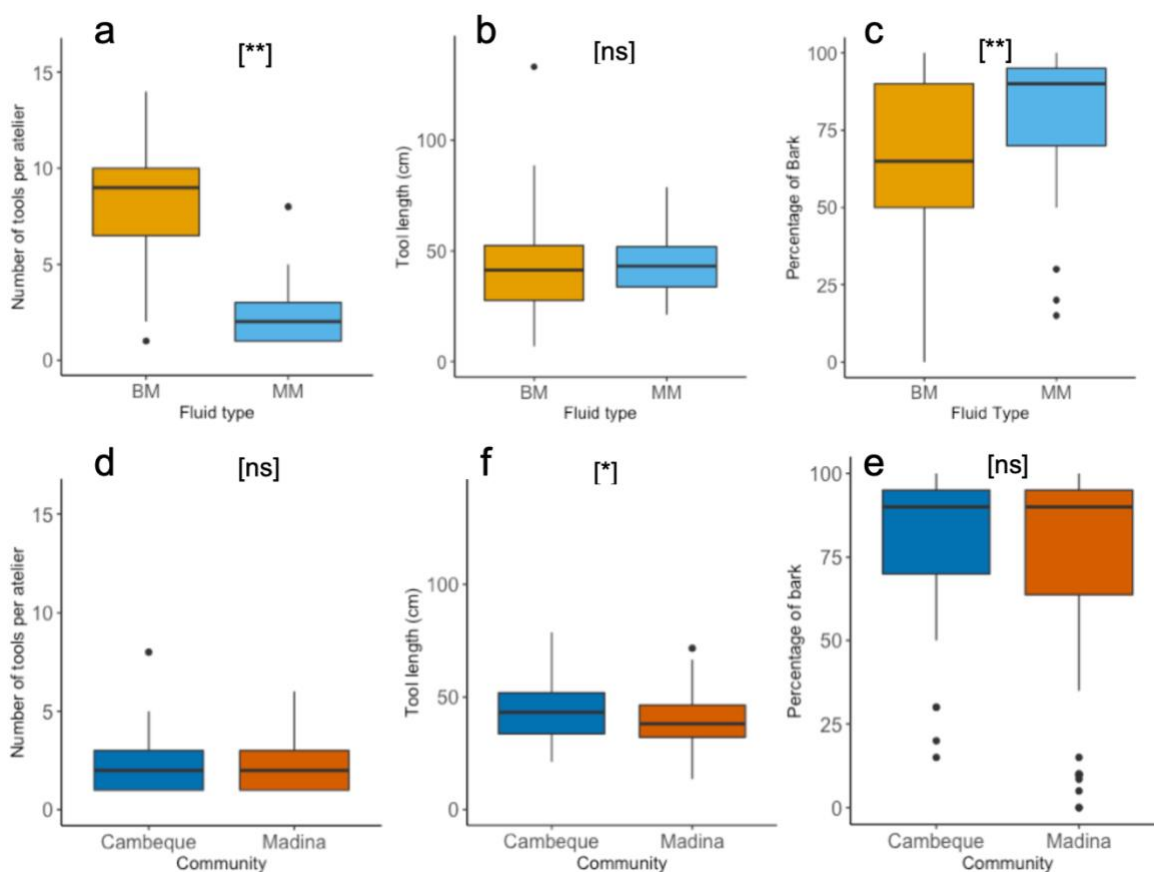 a
[**]
Number of tools per atelier
15
10
5
0
BM MM
Fluid type
b
[ns]
Tool length (cm)
100
50
0
BM MM
Fluid type
c
[**]
Percentage of Bark
100
75
50
25
0
BM MM
Fluid Type
d
[ns]
Number of tools per atelier
15
10
5
0
Cambeque Madina
Community
f
[*]
Tool length (cm)
100
50
0
Cambeque Madina
Community
e
[ns]
Percentage of bark
100
75
50
25
0
Cambeque Madina
Community